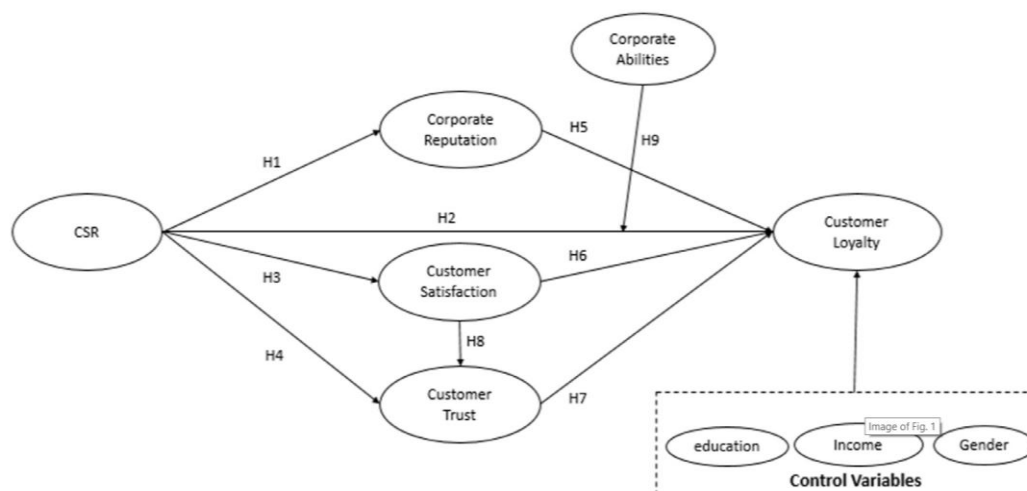 Corporate
Abilities
Corporate
Reputation
H5
H9
H1
CSR
H2
Customer
Loyalty
H3
Customer
Satisfaction
H6
H8
H4
Customer
Trust
H7
education
Income
Image of Fig. 1
Gender
Control Variables